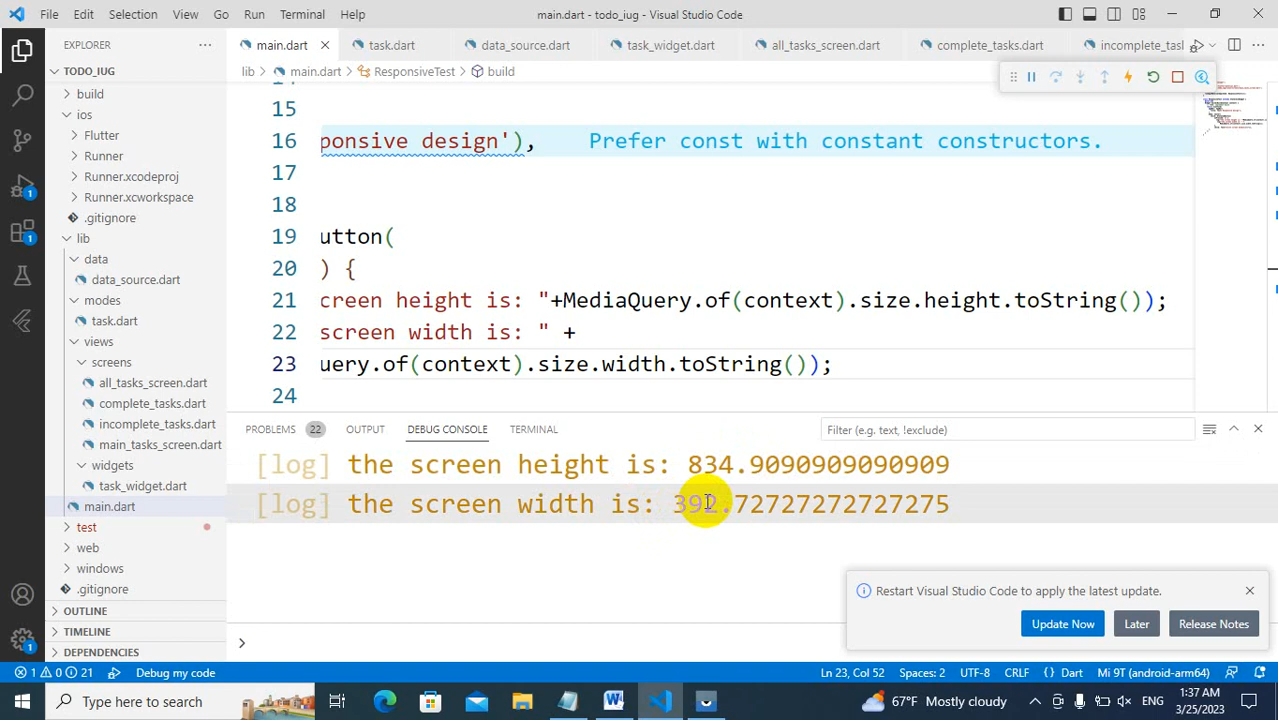 File Edit Selection View Go Run Terminal Help main.dart - todo_iug - Visual Studio Code
EXPLORER
main.dart task.dart data_source.dart task_widget.dart all_tasks_screen.dart complete_tasks.dart incomplete_tasl
TODO_IUG
lib > main.dart > ResponsiveTest > build
build
ios
Flutter
Runner
Runner.xcodeproj
Runner.xcworkspace
.gitignore
lib
data
data_source.dart
modes
task.dart
views
screens
all_tasks_screen.dart
complete_tasks.dart
incomplete_tasks.dart
main_tasks_screen.dart
widgets
task_widget.dart
main.dart
test
web
windows
.gitignore
OUTLINE
TIMELINE
DEPENDENCIES
15
16 ponsive design'), Prefer const with constant constructors.
17
18
19 utton(
20 ) {
21 creen height is: "+MediaQuery.of(context).size.height.toString());
22 screen width is: " +
23 uery.of(context).size.width.toString());
24
PROBLEMS 22 OUTPUT DEBUG CONSOLE TERMINAL Filter (e.g. text, !exclude)
[log] the screen height is: 834.9090909090909
[log] the screen width is: 392.72727272727275
>
Restart Visual Studio Code to apply the latest update.
Update Now Later Release Notes
1 0 21 Debug my code Ln 23, Col 52 Spaces: 2 UTF-8 CRLF {} Dart Mi 9T (android-arm64)
Type here to search 67°F Mostly cloudy ENG 1:37 AM
3/25/2023
1
1
1